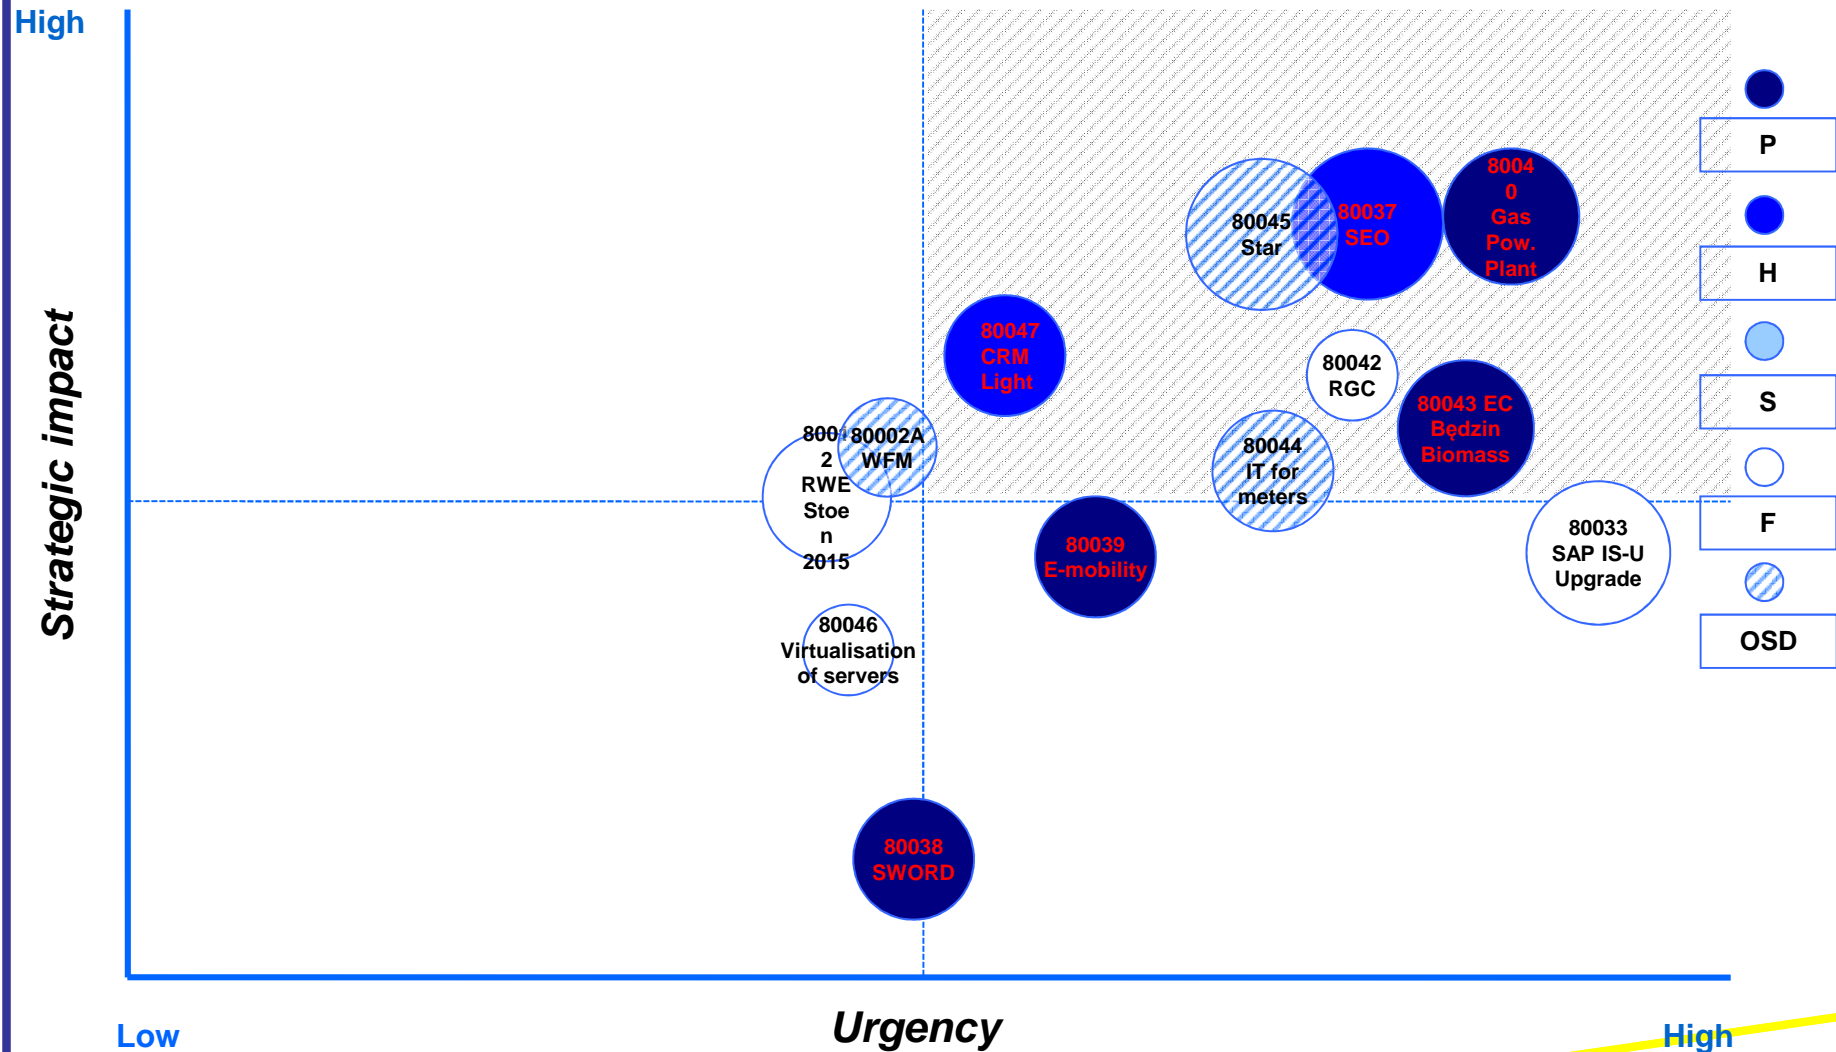 High
P
8004
0
Gas
Pow.
Plant
80037
SEO
80045
Star
H
80047
CRM
Light
80042
RGC
S
80043 EC
Będzin
Biomass
80002A
WFM
2
RWE
Stoe
n
2015
80044
IT for
meters
F
80033
SAP IS-U
Upgrade
80039
E-mobility
OSD
80046
Virtualisation
of servers
80038
SWORD
Strategic impact
Urgency
Low
High